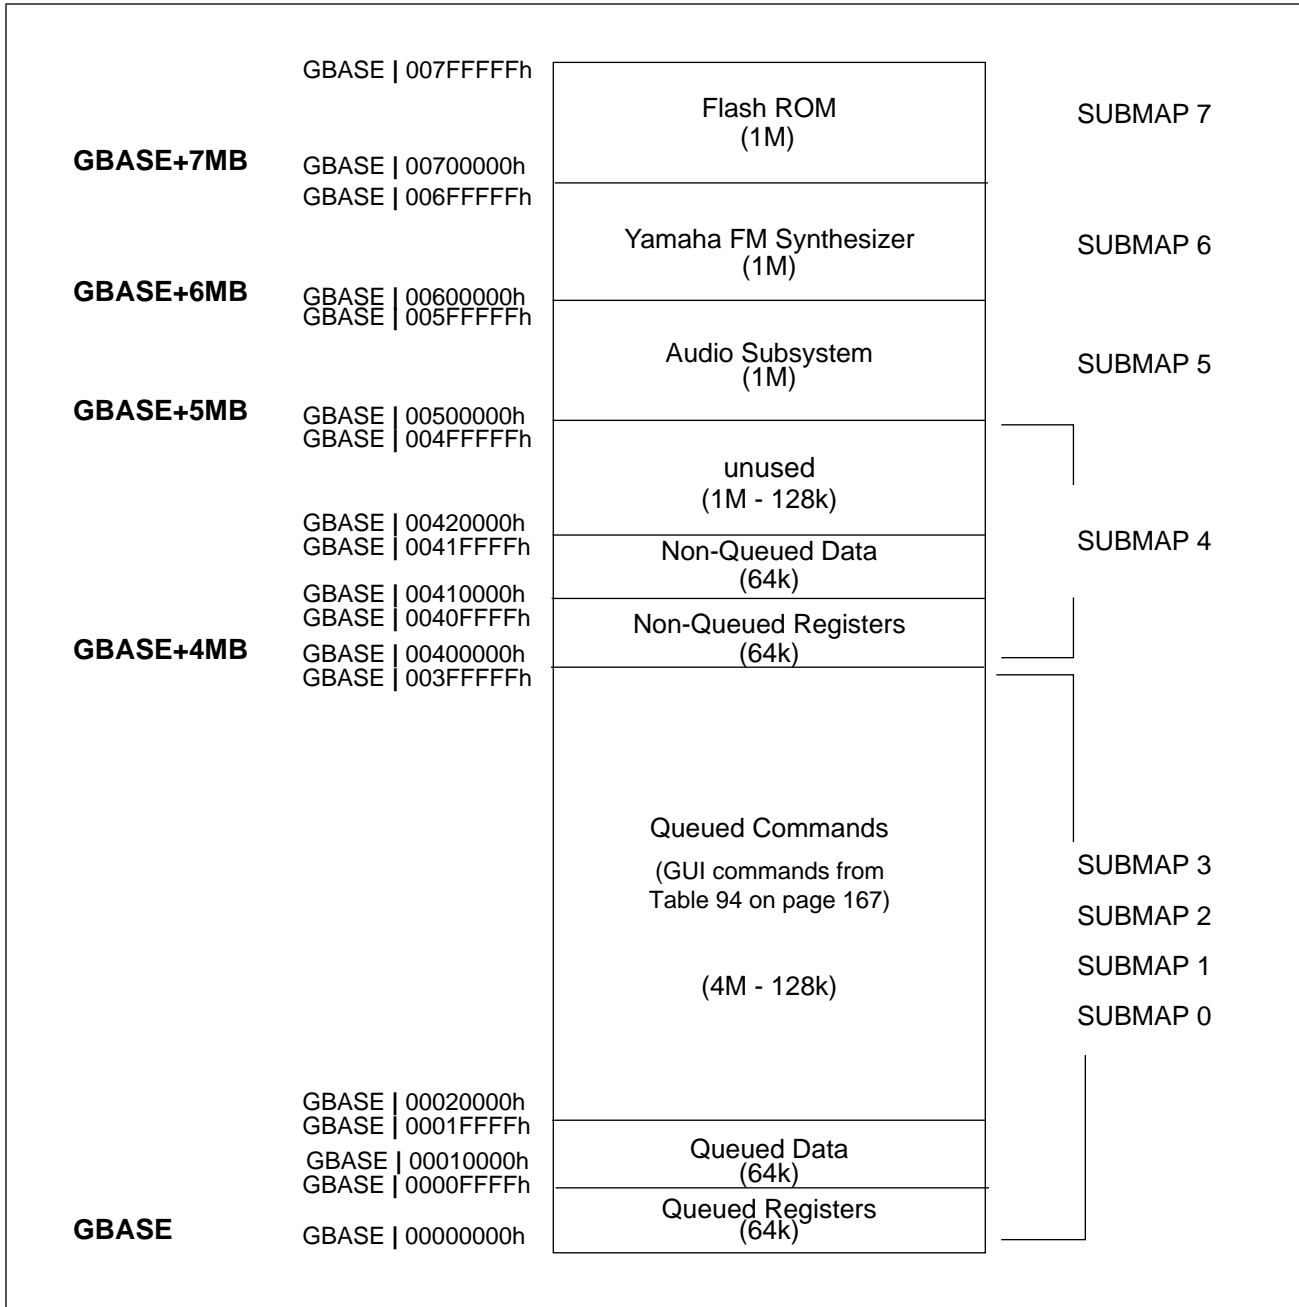 GBASE | 007FFFFFh
Flash ROM
(1M)
SUBMAP 7
GBASE+7MB
GBASE | 00700000h
GBASE | 006FFFFFh
Yamaha FM Synthesizer
(1M)
SUBMAP 6
GBASE+6MB
GBASE | 00600000h
GBASE | 005FFFFFh
Audio Subsystem
(1M)
SUBMAP 5
GBASE+5MB
GBASE | 00500000h
GBASE | 004FFFFFh
unused
(1M - 128k)
GBASE | 00420000h
GBASE | 0041FFFFh
Non-Queued Data
(64k)
SUBMAP 4
GBASE | 00410000h
GBASE | 0040FFFFh
Non-Queued Registers
(64k)
GBASE+4MB
GBASE | 00400000h
GBASE | 003FFFFFh
Queued Commands
(GUI commands from
Table 94 on page 167)
(4M - 128k)
SUBMAP 3
SUBMAP 2
SUBMAP 1
SUBMAP 0
GBASE | 00020000h
GBASE | 0001FFFFh
Queued Data
(64k)
GBASE | 00010000h
GBASE | 0000FFFFh
Queued Registers
(64k)
GBASE
GBASE | 00000000h